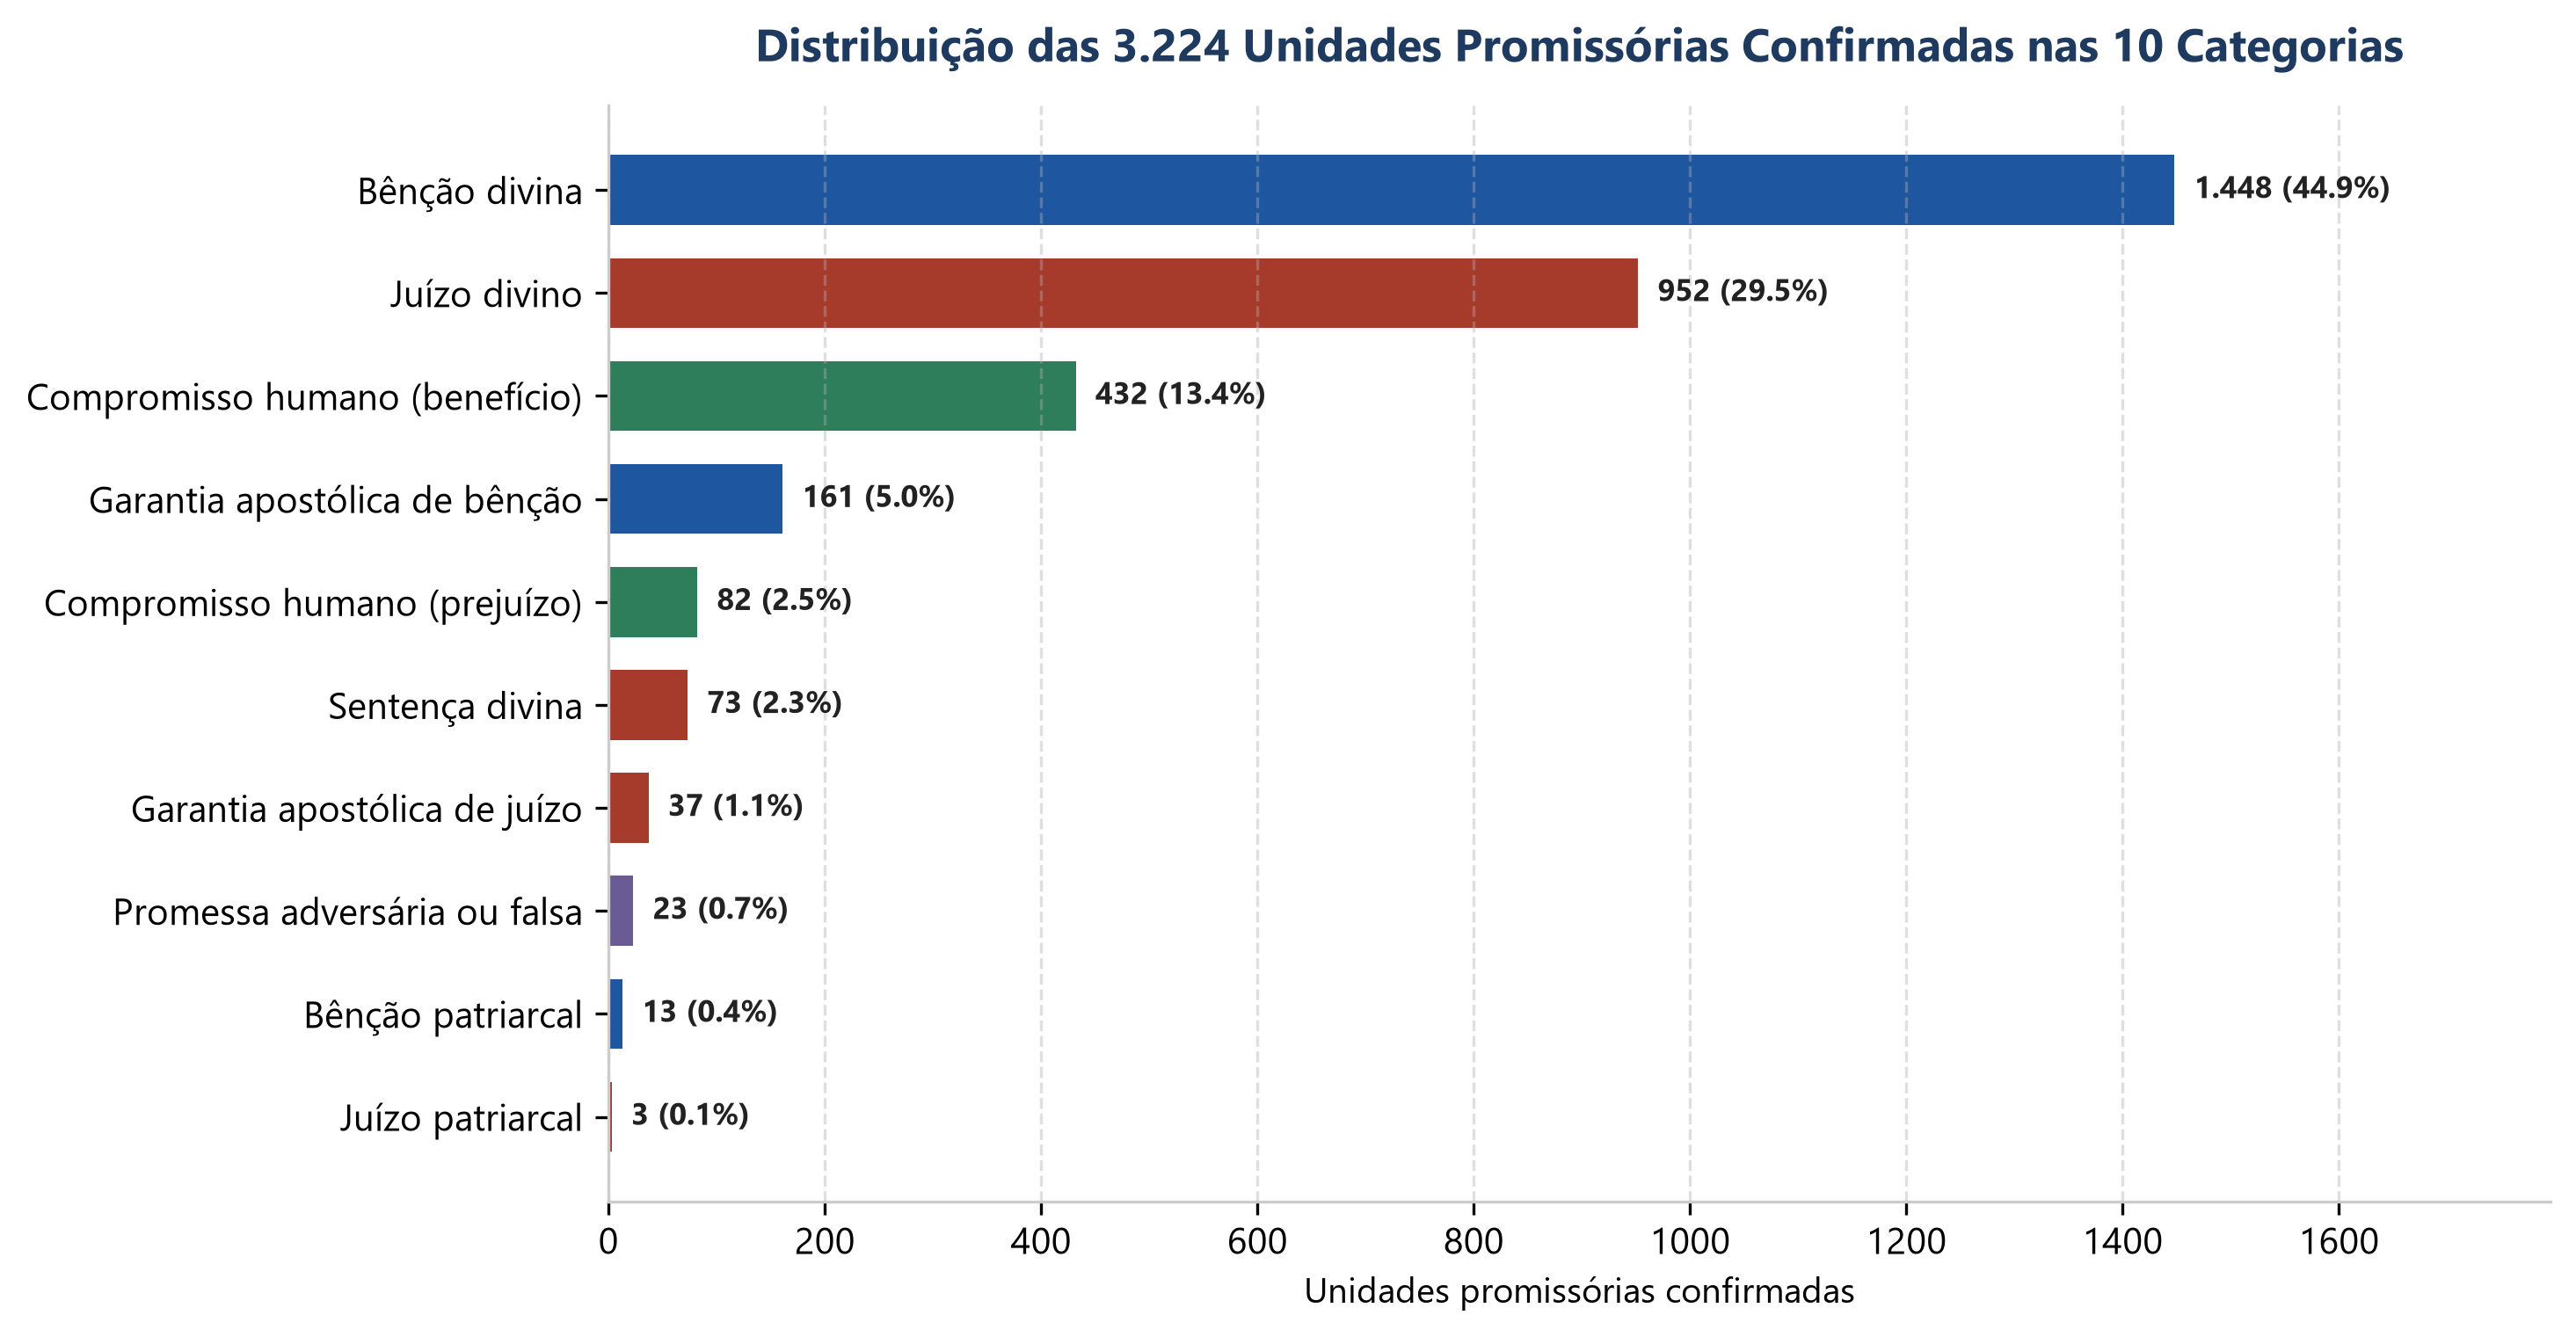 Distribuição das 3.224 Unidades Promissórias Confirmadas nas 10 Categorias
Bênção divina 1.448 (44.9%)
Juízo divino 952 (29.5%)
Compromisso humano (benefício) 432 (13.4%)
Garantia apostólica de bênção 161 (5.0%)
Compromisso humano (prejuízo) 82 (2.5%)
Sentença divina 73 (2.3%)
Garantia apostólica de juízo 37 (1.1%)
Promessa adversária ou falsa 23 (0.7%)
Bênção patriarcal 13 (0.4%)
Juízo patriarcal 3 (0.1%)
0 200 400 600 800 1000 1200 1400 1600
Unidades promissórias confirmadas